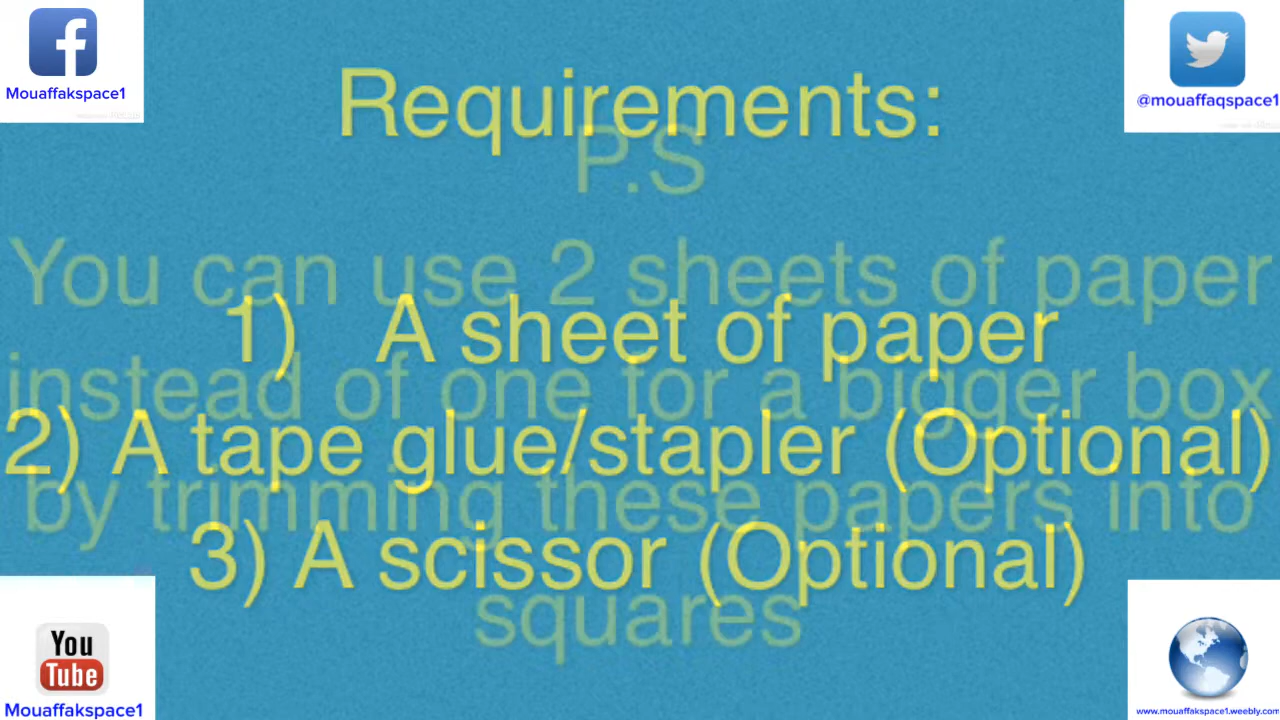 Mouaffakspace1
@mouaffaqspace1
Requirements:
P.S
You can use 2 sheets of paper
1) A sheet of paper
instead of one for a bigger box
2) A tape glue/stapler (Optional)
by trimming these papers into
3) A scissor (Optional)
squares
You
Tube
Mouaffakspace1
www.mouaffakspace1.weebly.com